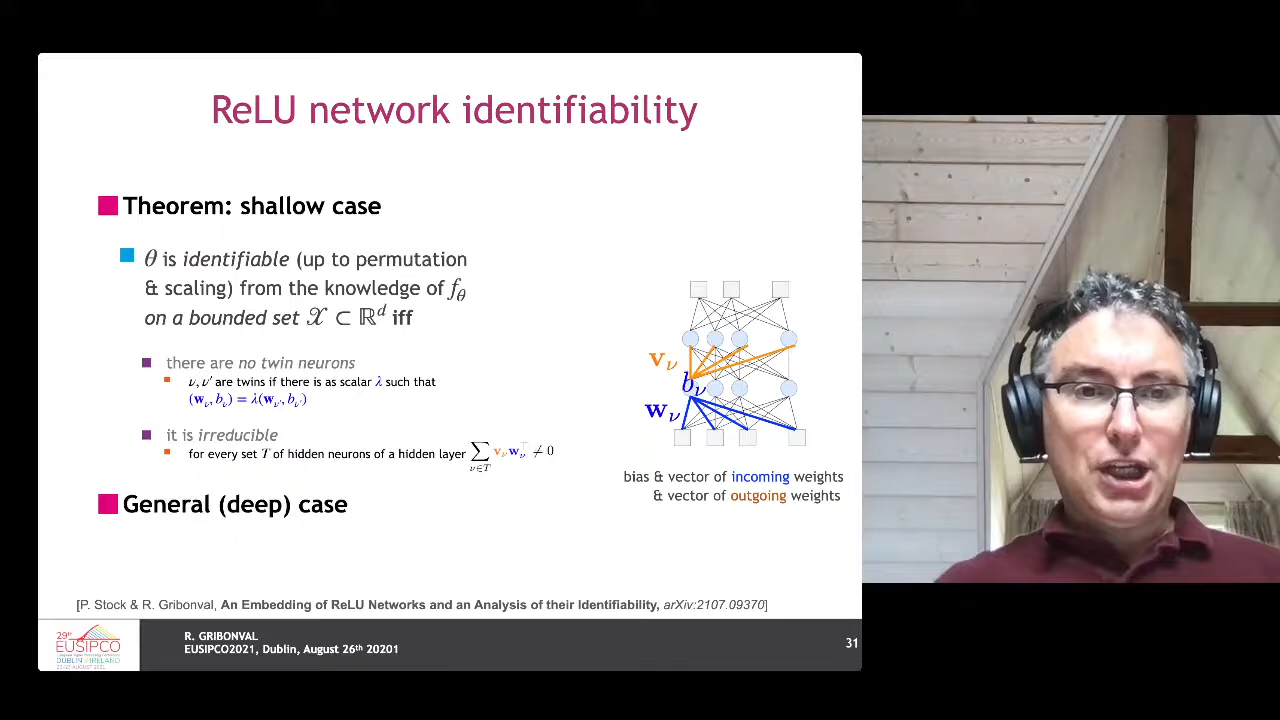 ReLU network identifiability
Theorem: shallow case
θ is identifiable (up to permutation
& scaling) from the knowledge of f_θ
on a bounded set 𝒳 ⊂ ℝ^d iff
there are no twin neurons
ν, ν′ are twins if there is as scalar λ such that
(w_ν, b_ν) = λ(w_ν′, b_ν′)
it is irreducible
for every set T of hidden neurons of a hidden layer ∑_{ν∈T} v_ν w_ν^⊤ ≠ 0
General (deep) case
v_ν
b_ν
w_ν
bias & vector of incoming weights
& vector of outgoing weights
[P. Stock & R. Gribonval, An Embedding of ReLU Networks and an Analysis of their Identifiability, arXiv:2107.09370]
29th
EUSIPCO
DUBLIN IRELAND
R. GRIBONVAL
EUSIPCO2021, Dublin, August 26th 20201
31